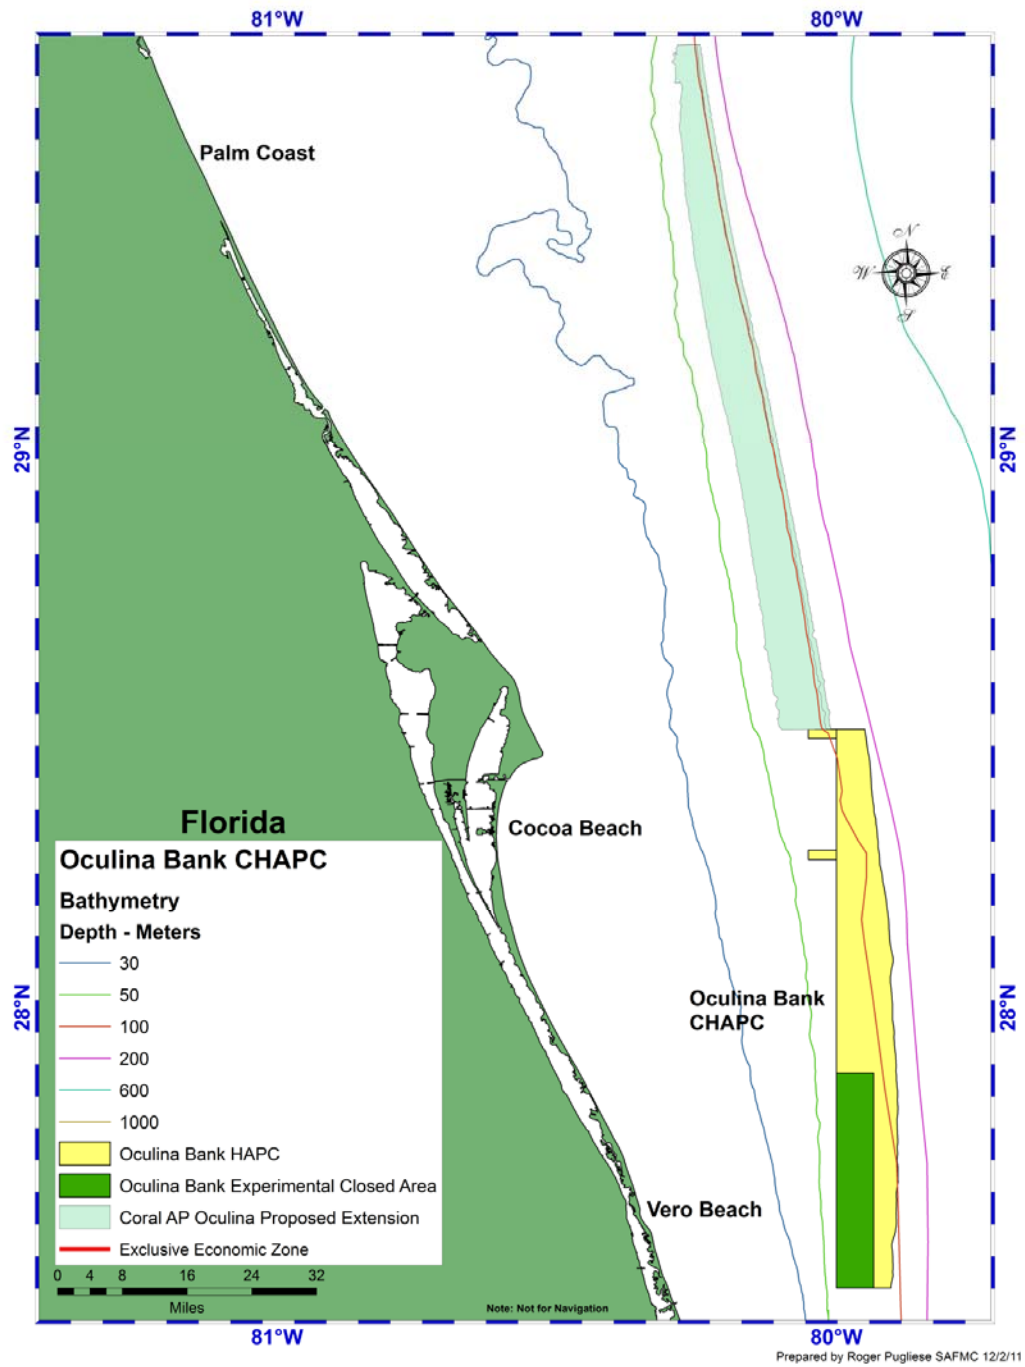 81°W
80°W
Palm Coast
N
W
E
S
29°N
29°N
Florida
Cocoa Beach
Oculina Bank CHAPC
Bathymetry
Depth - Meters
30
50
100
200
600
1000
Oculina Bank HAPC
Oculina Bank Experimental Closed Area
Coral AP Oculina Proposed Extension
Exclusive Economic Zone
0 4 8 16 24 32
Miles
Oculina Bank
CHAPC
28°N
28°N
Vero Beach
Note: Not for Navigation
81°W
80°W
Prepared by Roger Pugliese SAFMC 12/2/11